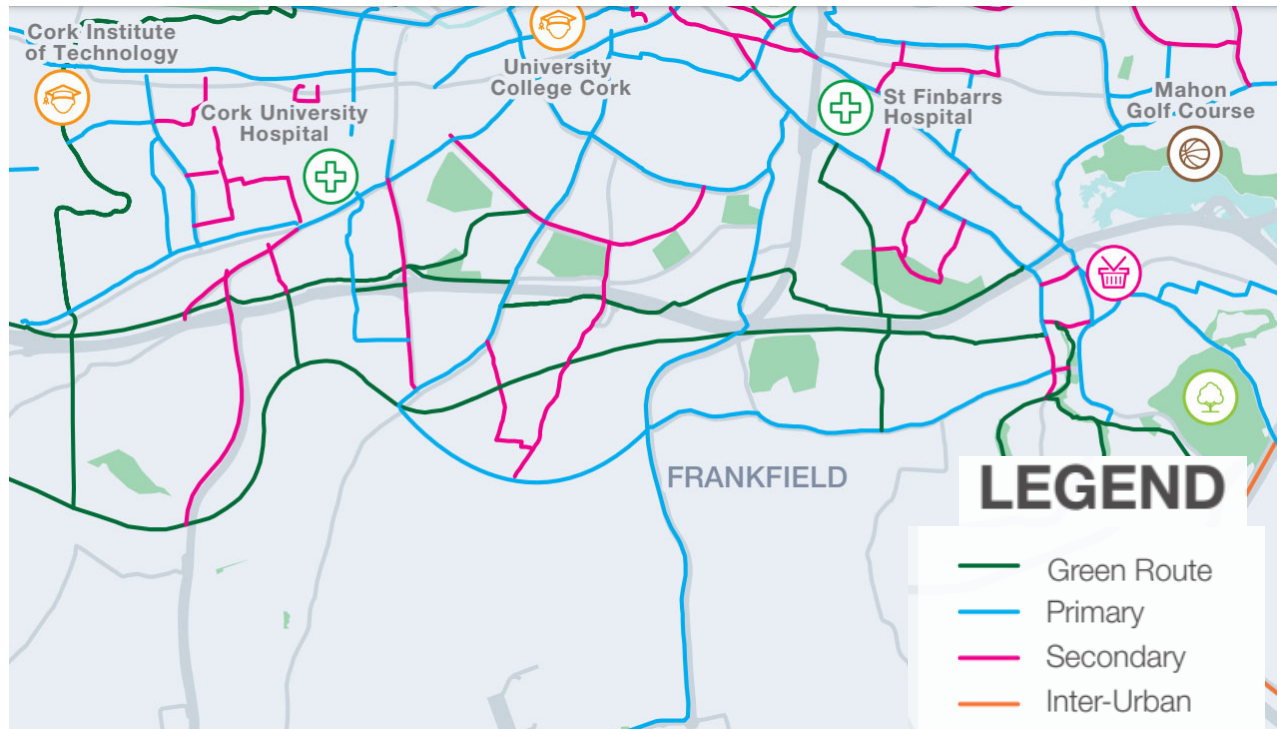 Cork Institute
of Technology
University
College Cork
Cork University
Hospital
St Finbarrs
Hospital
Mahon
Golf Course
FRANKFIELD
LEGEND
Green Route
Primary
Secondary
Inter-Urban